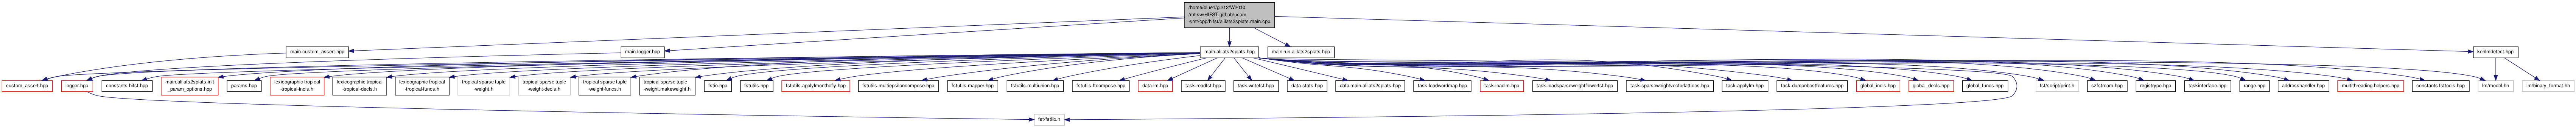 /home/blue1/gi212/W2010
/mt-sw/HIFST.github/ucam
-smt/cpp/hifst/alilats2splats.main.cpp
main.custom_assert.hpp
main.logger.hpp
main.alilats2splats.hpp
main-run.alilats2splats.hpp
kenlmdetect.hpp
custom_assert.hpp
logger.hpp
constants-hifst.hpp
main.alilats2splats.init
_param_options.hpp
params.hpp
lexicographic-tropical
-tropical-incls.h
lexicographic-tropical
-tropical-decls.h
lexicographic-tropical
-tropical-funcs.h
tropical-sparse-tuple
-weight.h
tropical-sparse-tuple
-weight-decls.h
tropical-sparse-tuple
-weight-funcs.h
tropical-sparse-tuple
-weight.makeweight.h
fstio.hpp
fstutils.hpp
fstutils.applylmonthefly.hpp
fstutils.multiepsiloncompose.hpp
fstutils.mapper.hpp
fstutils.multiunion.hpp
fstutils.ftcompose.hpp
data.lm.hpp
task.readfst.hpp
task.writefst.hpp
data.stats.hpp
data-main.alilats2splats.hpp
task.loadwordmap.hpp
task.loadlm.hpp
task.loadsparseweightflowerfst.hpp
task.sparseweightvectorlattices.hpp
task.applylm.hpp
task.dumpnbestfeatures.hpp
global_incls.hpp
global_decls.hpp
global_funcs.hpp
fst/script/print.h
szfstream.hpp
registrypo.hpp
taskinterface.hpp
range.hpp
addresshandler.hpp
multithreading.helpers.hpp
constants-fsttools.hpp
lm/model.hh
lm/binary_format.hh
fst/fstlib.h